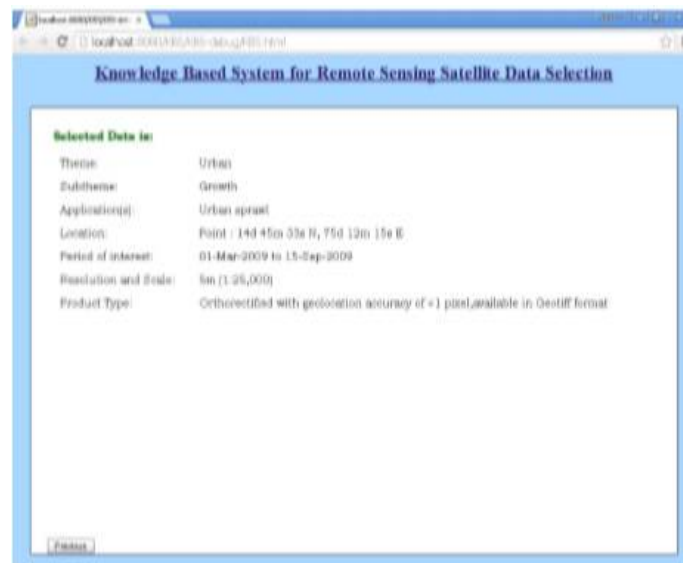 localhost
Knowledge Based System for Remote Sensing Satellite Data Selection
Selected Data is:
Theme: Urban
Subtheme: Growth
Application(s): Urban sprawl
Location: Point : 14d 45m 33s N, 75d 12m 15s E
Period of interest: 01-Mar-2009 to 15-Sep-2009
Resolution and Scale: 5m (1:25,000)
Product Type: Orthorectified with geolocation accuracy of <1 pixel,available in Geotiff format
Previous